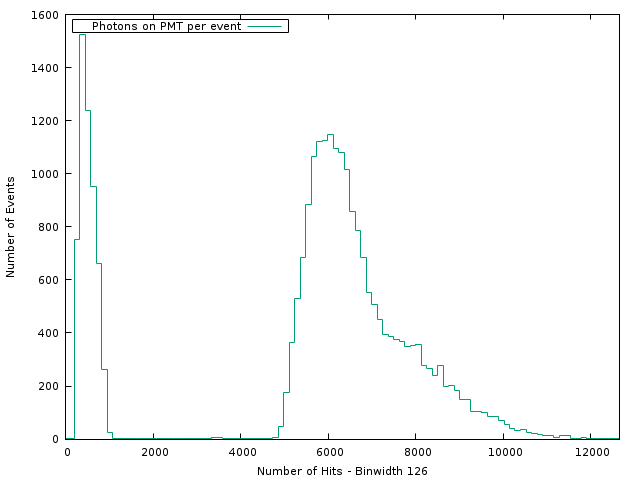 Photons on PMT per event
1600
1400
1200
1000
800
600
400
200
0
Number of Events
0 2000 4000 6000 8000 10000 12000
Number of Hits - Binwidth 126